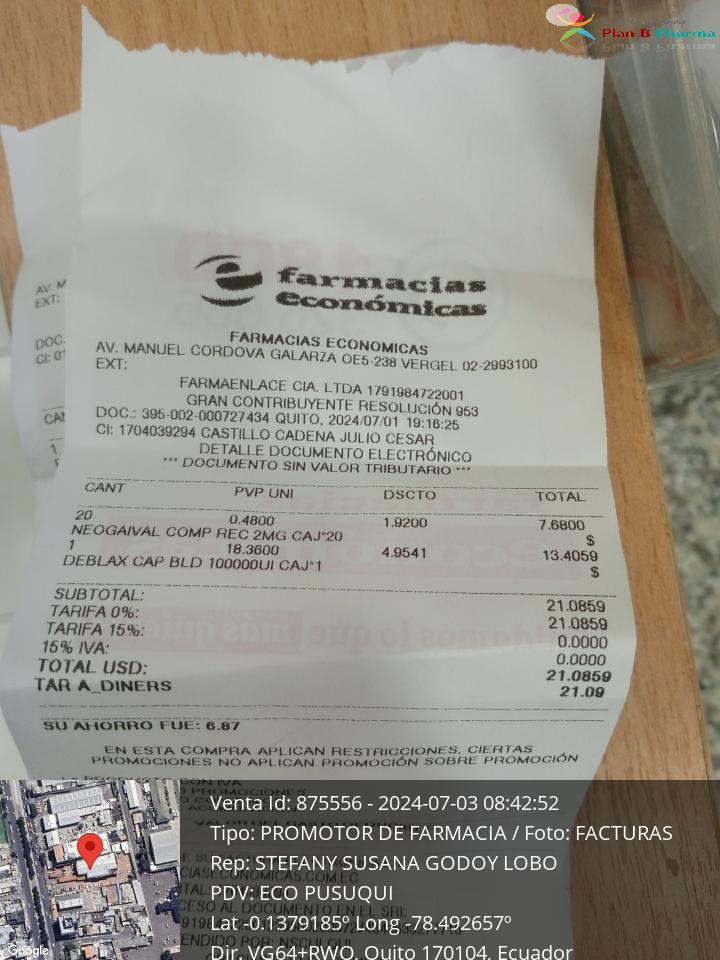 Plan B Pharma
farmacias
económicas
FARMACIAS ECONOMICAS
AV. MANUEL CORDOVA GALARZA OE5-238 VERGEL 02-2993100
EXT:
FARMAENLACE CIA. LTDA 1791984722001
GRAN CONTRIBUYENTE RESOLUCIÓN 953
DOC.: 395-002-000727434 QUITO, 2024/07/01 19:16:25
CI: 1704039294 CASTILLO CADENA JULIO CESAR
DETALLE DOCUMENTO ELECTRÓNICO
*** DOCUMENTO SIN VALOR TRIBUTARIO ***
CANT PVP UNI DSCTO TOTAL
20 0.4800 1.9200 7.6800
NEOGAIVAL COMP REC 2MG CAJ*20 $
1 18.3600 4.9541 13.4059
DEBLAX CAP BLD 100000UI CAJ*1 $
SUBTOTAL: 21.0859
TARIFA 0%: 21.0859
TARIFA 15%: 0.0000
15% IVA: 0.0000
TOTAL USD: 21.0859
TAR A_DINERS 21.09
SU AHORRO FUE: 6.87
EN ESTA COMPRA APLICAN RESTRICCIONES, CIERTAS
PROMOCIONES NO APLICAN PROMOCIÓN SOBRE PROMOCIÓN
AV. M
EXT:
DOC.
CI: 01
CAN
1
Venta Id: 875556 - 2024-07-03 08:42:52
Tipo: PROMOTOR DE FARMACIA / Foto: FACTURAS
Rep: STEFANY SUSANA GODOY LOBO
PDV: ECO PUSUQUI
Lat -0.1379185º Long -78.492657º
Dir. VG64+RWQ, Quito 170104, Ecuador
Google